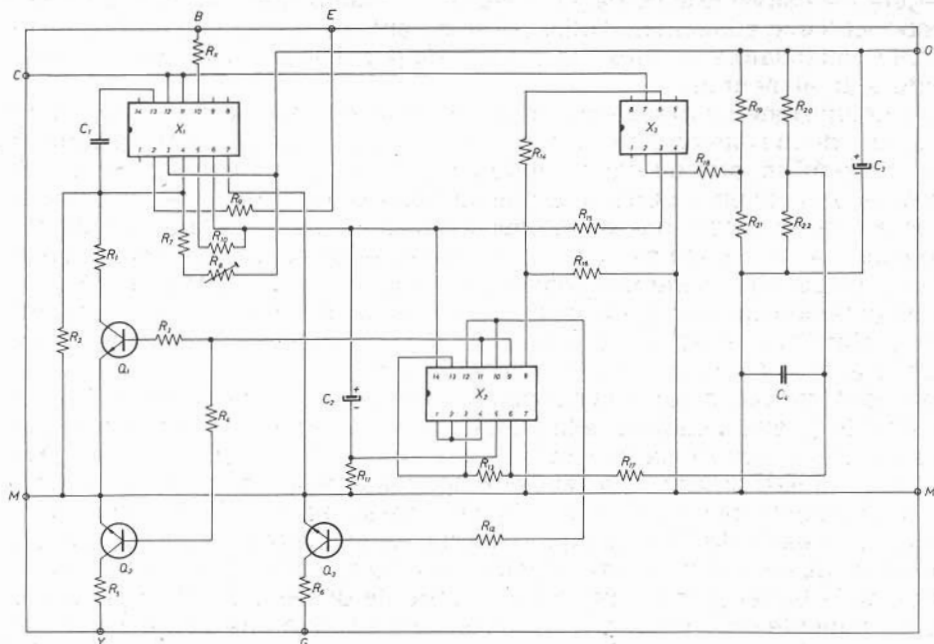 B E
C O
R19 R20
14 13 12 11 10 9 8
C1 X1
1 2 3 4 5 6 7
8 7 6 5
X3
1 2 3 4
R14 R18 C3
R9
R7 R10 R15 R21 R22
R8
R1 R16
R2 R3
Q1
14 13 12 11 10 9 8
C2 X2 C4
1 2 3 4 5 6 7
R11 R13 R17
M M
R12
Q2 Q3
R5 R6
Y G